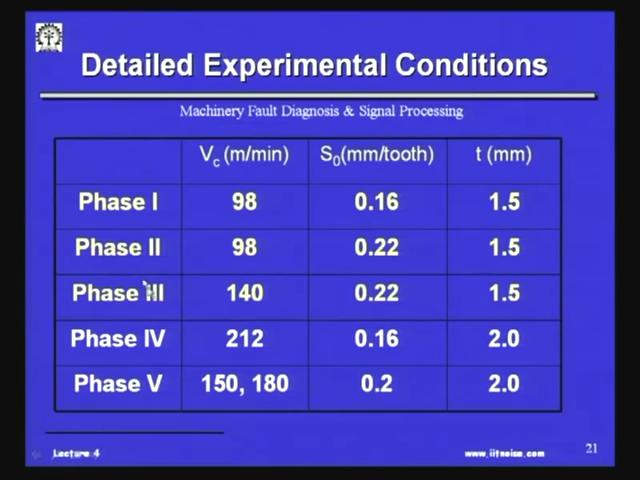 Detailed Experimental Conditions
Machinery Fault Diagnosis & Signal Processing
Vc (m/min) S0(mm/tooth) t (mm)
Phase I 98 0.16 1.5
Phase II 98 0.22 1.5
Phase III 140 0.22 1.5
Phase IV 212 0.16 2.0
Phase V 150, 180 0.2 2.0
Lecture 4 www.iitnoise.com 21